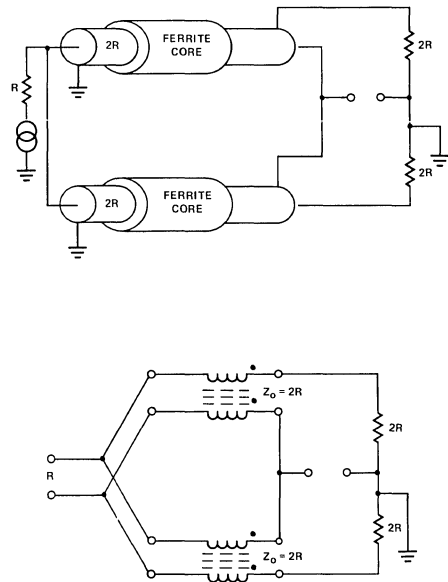 2R
FERRITE
CORE
2R
R
2R
2R
FERRITE
CORE
Z₀ = 2R
2R
R
2R
Z₀ = 2R